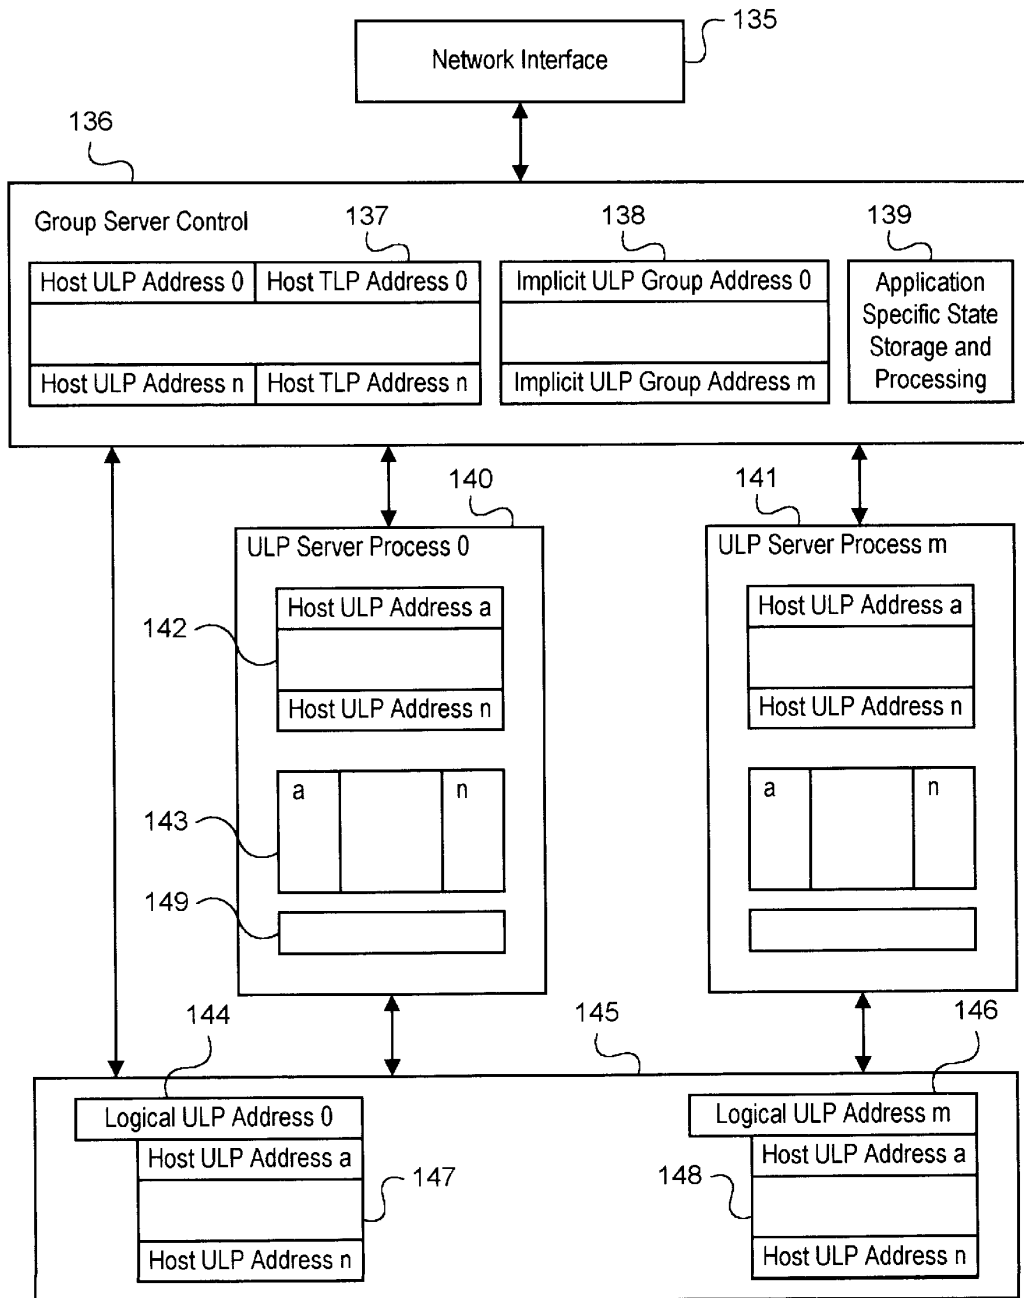 135
Network Interface
136
Group Server Control
137
138
139
Host ULP Address 0
Host TLP Address 0
Host ULP Address n
Host TLP Address n
Implicit ULP Group Address 0
Implicit ULP Group Address m
Application
Specific State
Storage and
Processing
140
141
ULP Server Process 0
Host ULP Address a
142
Host ULP Address n
a
n
143
149
ULP Server Process m
Host ULP Address a
Host ULP Address n
a
n
144
145
146
Logical ULP Address 0
Host ULP Address a
147
Host ULP Address n
Logical ULP Address m
Host ULP Address a
148
Host ULP Address n